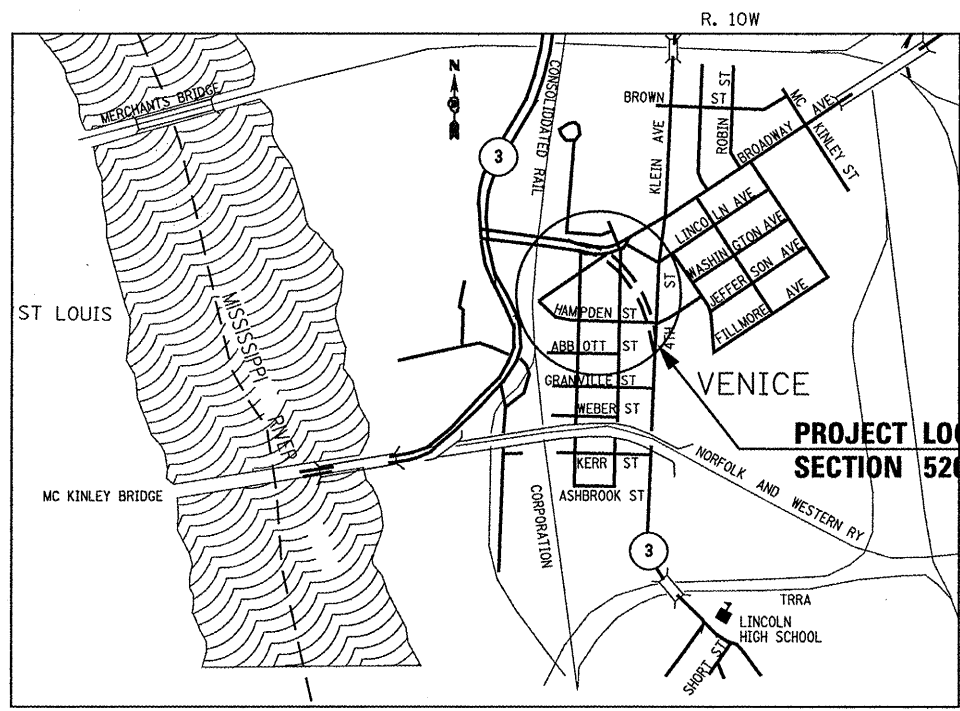 R. 10W
MERCHANTS BRIDGE
N
3
CONSOLIDDATED RAIL
BROWN ST
ROBIN ST
MC KINLEY ST
BROADWAY AVE
KLEIN AVE
LINCOLN AVE
WASHINGTON AVE
JEFFERSON AVE
FILLMORE AVE
ST LOUIS
MISSISSIPPI RIVER
HAMPDEN ST
4TH ST
ABBOTT ST
GRANVILLE ST
VENICE
WEBER ST
PROJECT LO
SECTION 52
KERR ST
NORFOLK AND WESTERN RY
MC KINLEY BRIDGE
ASHBROOK ST
CORPORATION
3
TRRA
LINCOLN
HIGH SCHOOL
SHORT ST